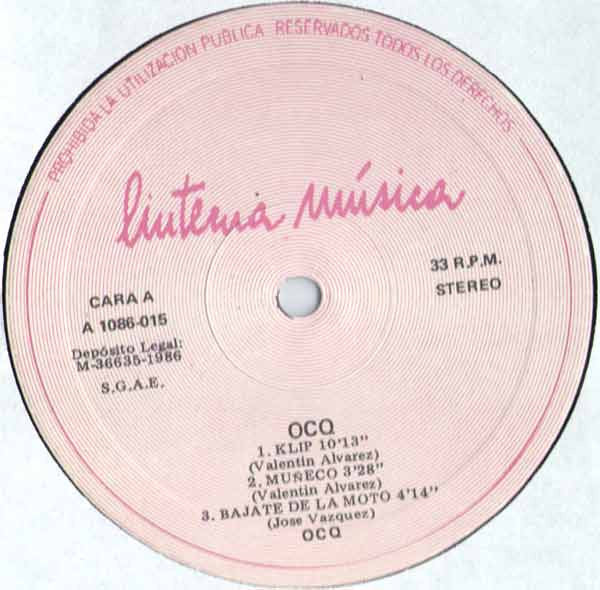 PROHIBIDA LA UTILIZACION PUBLICA RESERVADOS TODOS LOS DERECHOS
linterna música
CARA A
A 1086-015
Depósito Legal:
M-36635-1986
S.G.A.E.
33 R.P.M.
STEREO
OCQ
1. KLIP 10'13"
(Valentin Alvarez)
2. MUÑECO 3'28"
(Valentin Alvarez)
3. BAJATE DE LA MOTO 4'14"
(Jose Vazquez)
OCQ